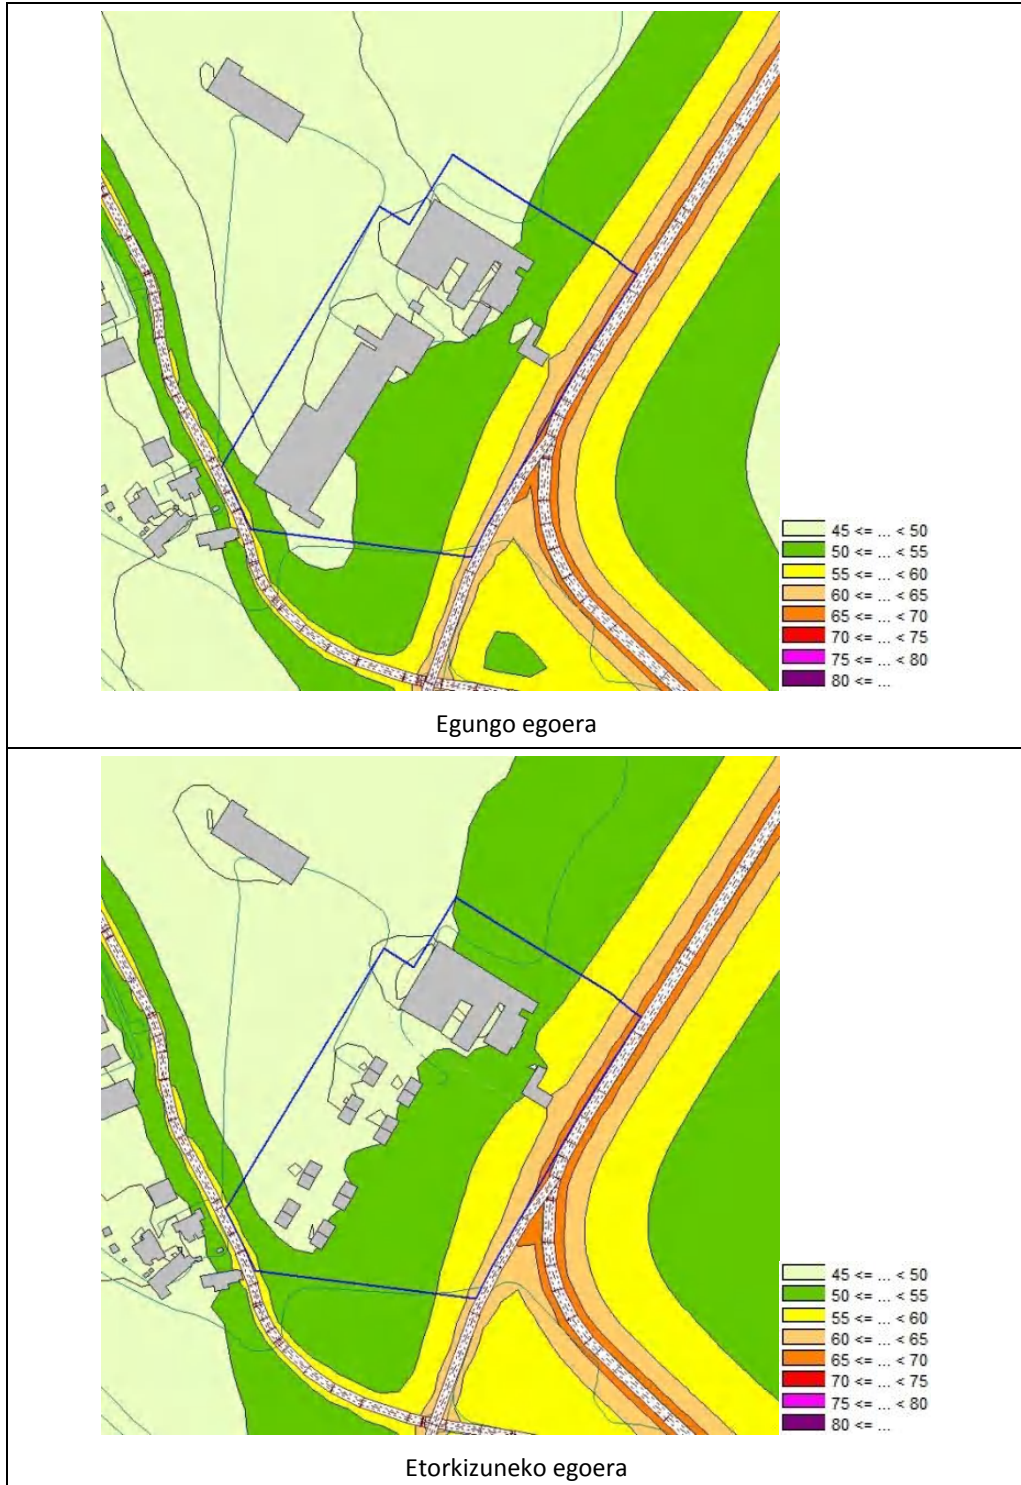 45 <= ... < 50
50 <= ... < 55
55 <= ... < 60
60 <= ... < 65
65 <= ... < 70
70 <= ... < 75
75 <= ... < 80
80 <= ...
Egungo egoera
45 <= ... < 50
50 <= ... < 55
55 <= ... < 60
60 <= ... < 65
65 <= ... < 70
70 <= ... < 75
75 <= ... < 80
80 <= ...
Etorkizuneko egoera